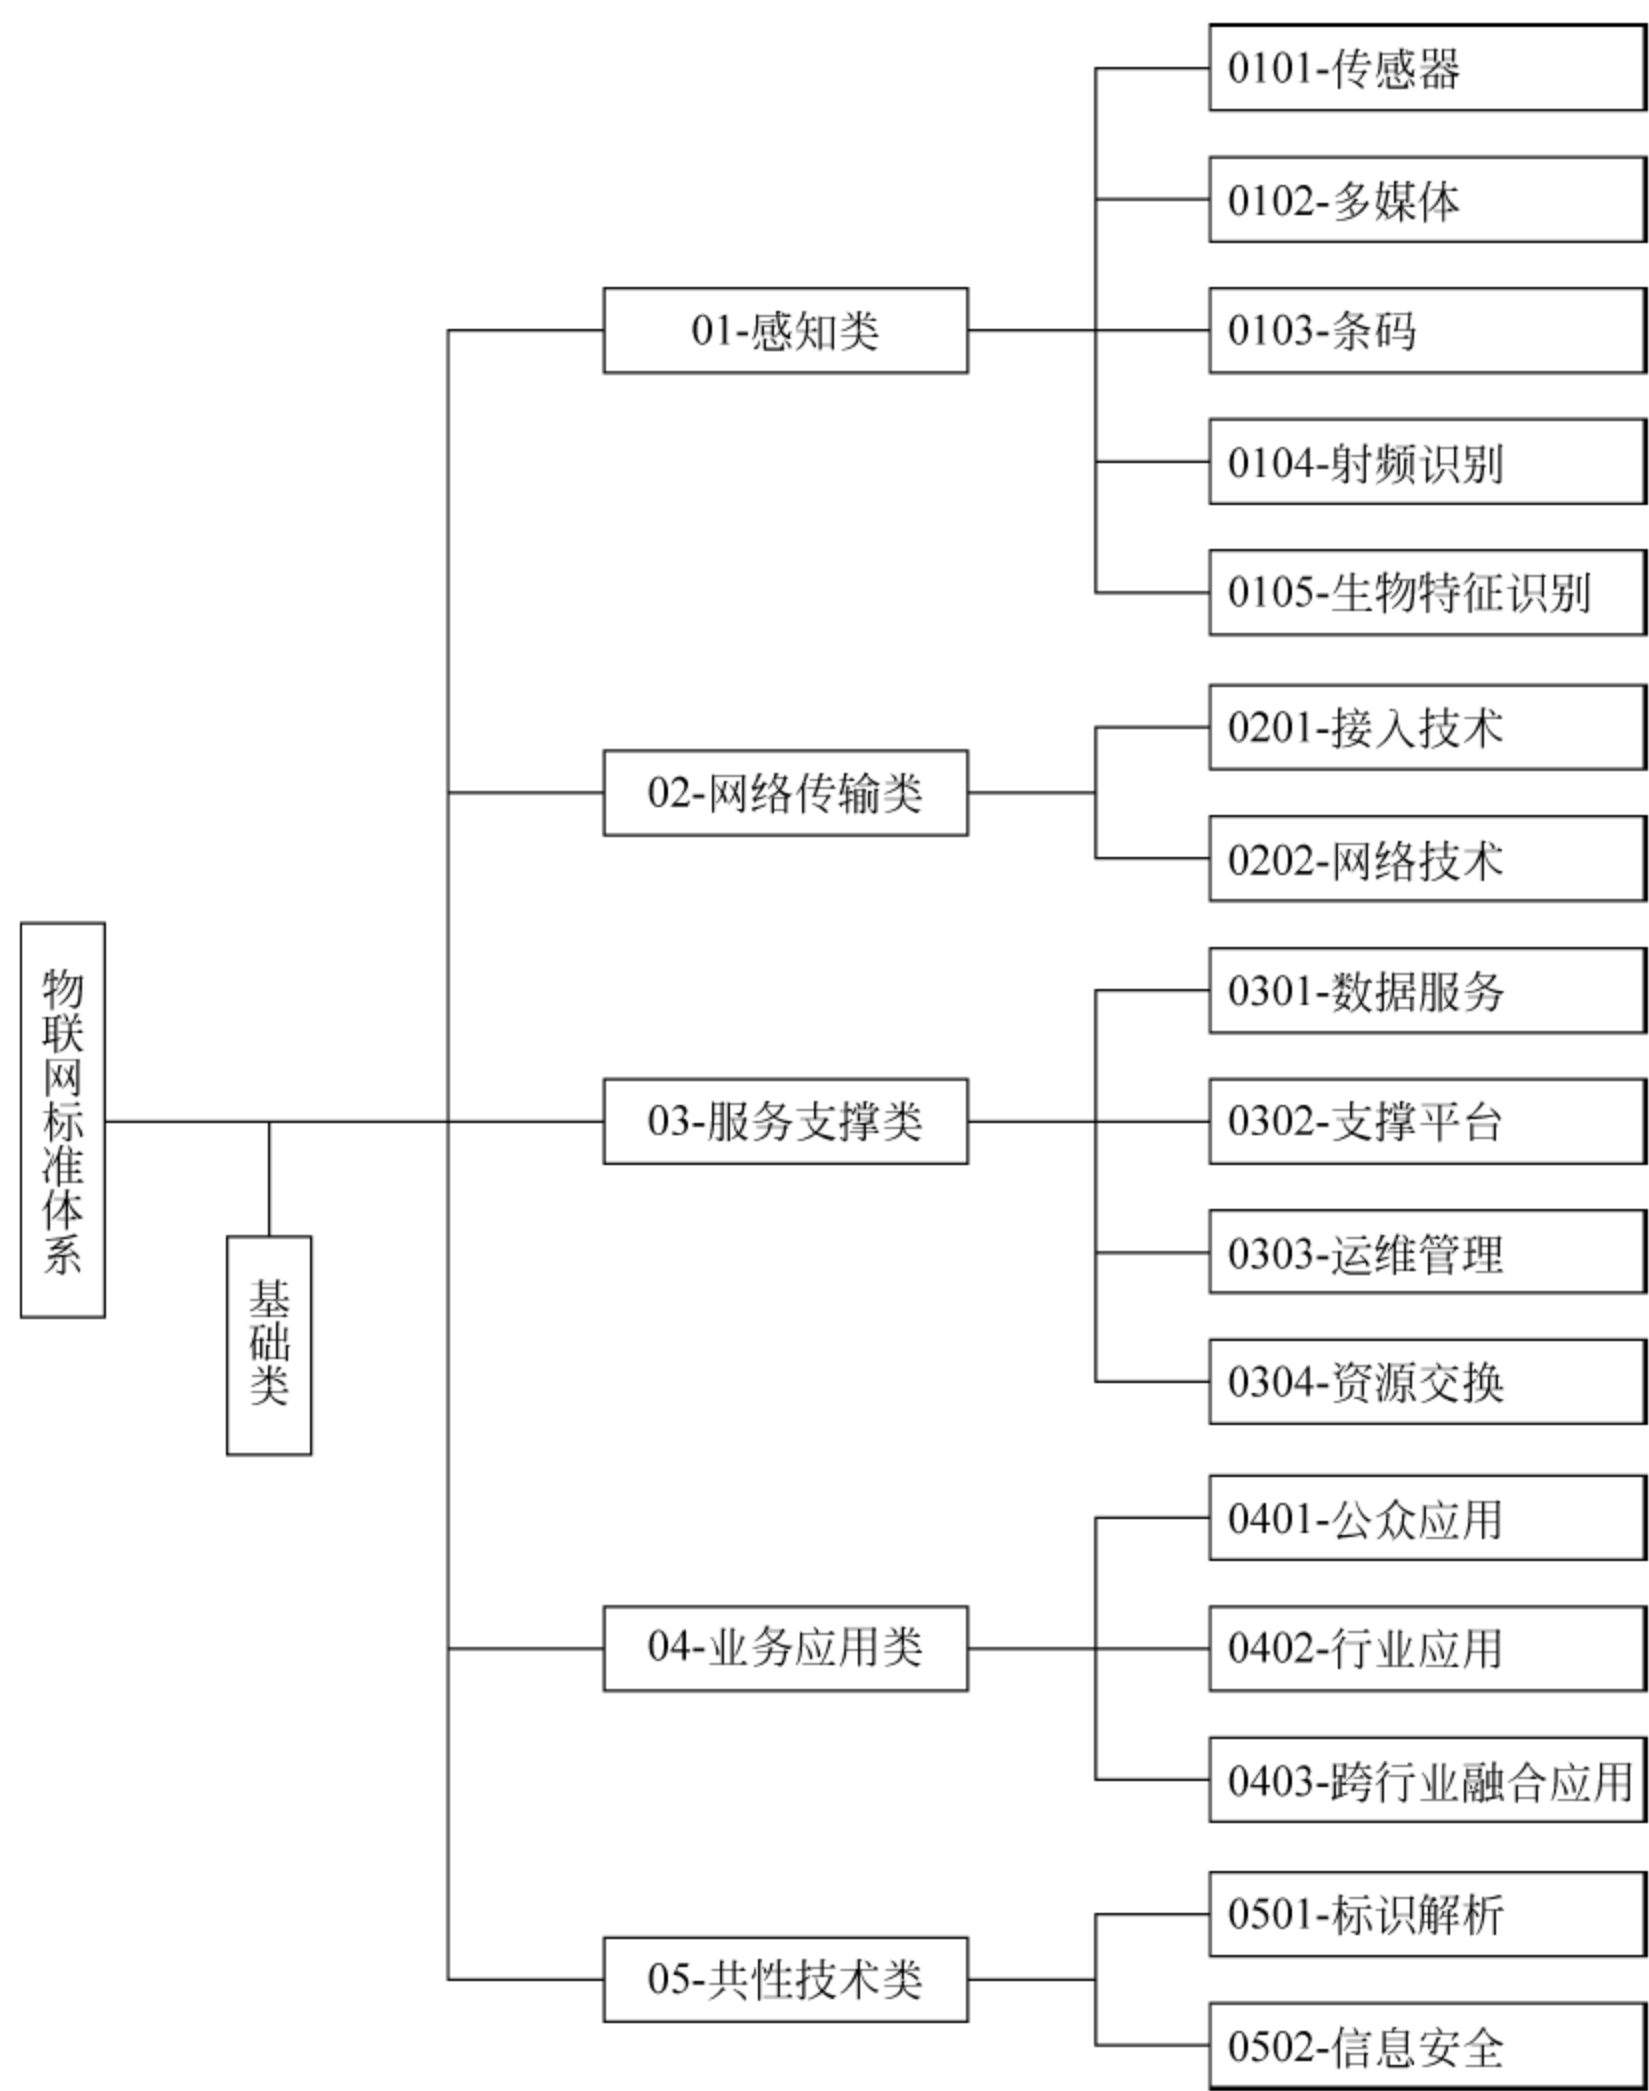 物联网标准体系
基础类
01-感知类
0101-传感器
0102-多媒体
0103-条码
0104-射频识别
0105-生物特征识别
02-网络传输类
0201-接入技术
0202-网络技术
03-服务支撑类
0301-数据服务
0302-支撑平台
0303-运维管理
0304-资源交换
04-业务应用类
0401-公众应用
0402-行业应用
0403-跨行业融合应用
05-共性技术类
0501-标识解析
0502-信息安全